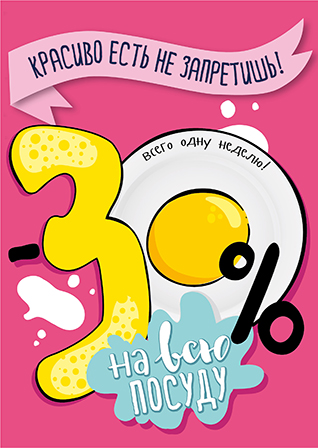 КРАСИВО ЕСТЬ НЕ ЗАПРЕТИШЬ!
всего одну неделю!
-30%
на всю
ПОСУДУ